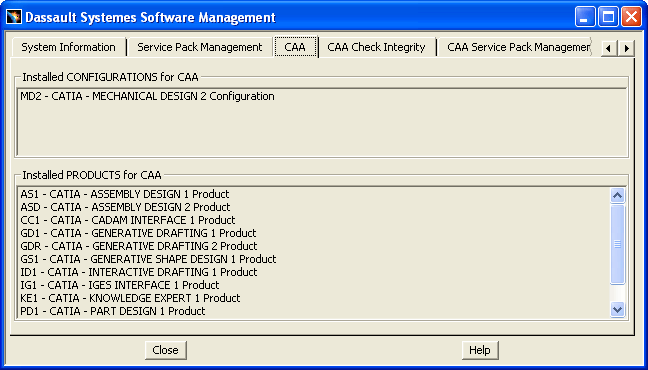 Dassault Systemes Software Management
System Information Service Pack Management CAA CAA Check Integrity CAA Service Pack Managemen
Installed CONFIGURATIONS for CAA
MD2 - CATIA - MECHANICAL DESIGN 2 Configuration
Installed PRODUCTS for CAA
AS1 - CATIA - ASSEMBLY DESIGN 1 Product
ASD - CATIA - ASSEMBLY DESIGN 2 Product
CC1 - CATIA - CADAM INTERFACE 1 Product
GD1 - CATIA - GENERATIVE DRAFTING 1 Product
GDR - CATIA - GENERATIVE DRAFTING 2 Product
GS1 - CATIA - GENERATIVE SHAPE DESIGN 1 Product
ID1 - CATIA - INTERACTIVE DRAFTING 1 Product
IG1 - CATIA - IGES INTERFACE 1 Product
KE1 - CATIA - KNOWLEDGE EXPERT 1 Product
PD1 - CATIA - PART DESIGN 1 Product
Close Help